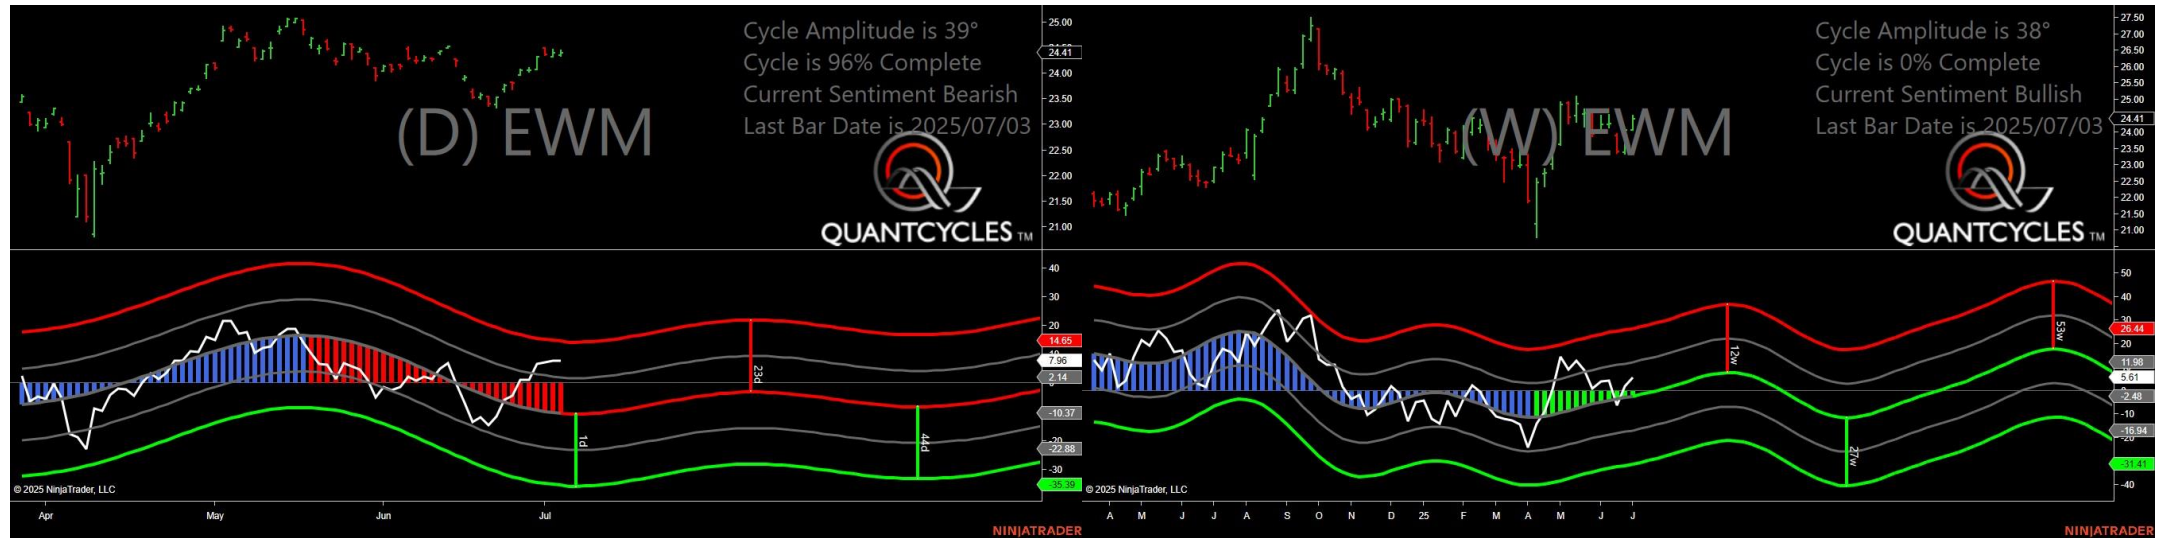 Cycle Amplitude is 39°
Cycle is 96% Complete
Current Sentiment Bearish
Last Bar Date is 2025/07/03
(D) EWM
QUANTCYCLES TM
25.00
24.41
24.00
23.50
23.00
22.50
22.00
21.50
21.00
40
30
20
14.65
7.96
2.14
-10.37
-20
-22.88
-30
-35.39
1d
23d
44d
© 2025 NinjaTrader, LLC
Apr
May
Jun
Jul
NINJATRADER
Cycle Amplitude is 38°
Cycle is 0% Complete
Current Sentiment Bullish
Last Bar Date is 2025/07/03
(W) EWM
QUANTCYCLES TM
27.50
27.00
26.50
26.00
25.50
25.00
24.41
24.00
23.50
23.00
22.50
22.00
21.50
21.00
50
40
30
26.44
20
11.98
5.61
-2.48
-10
-16.94
-20
-31.41
-40
12w
27w
53w
© 2025 NinjaTrader, LLC
A M J J A S O N D 25 F M A M J J
NINJATRADER